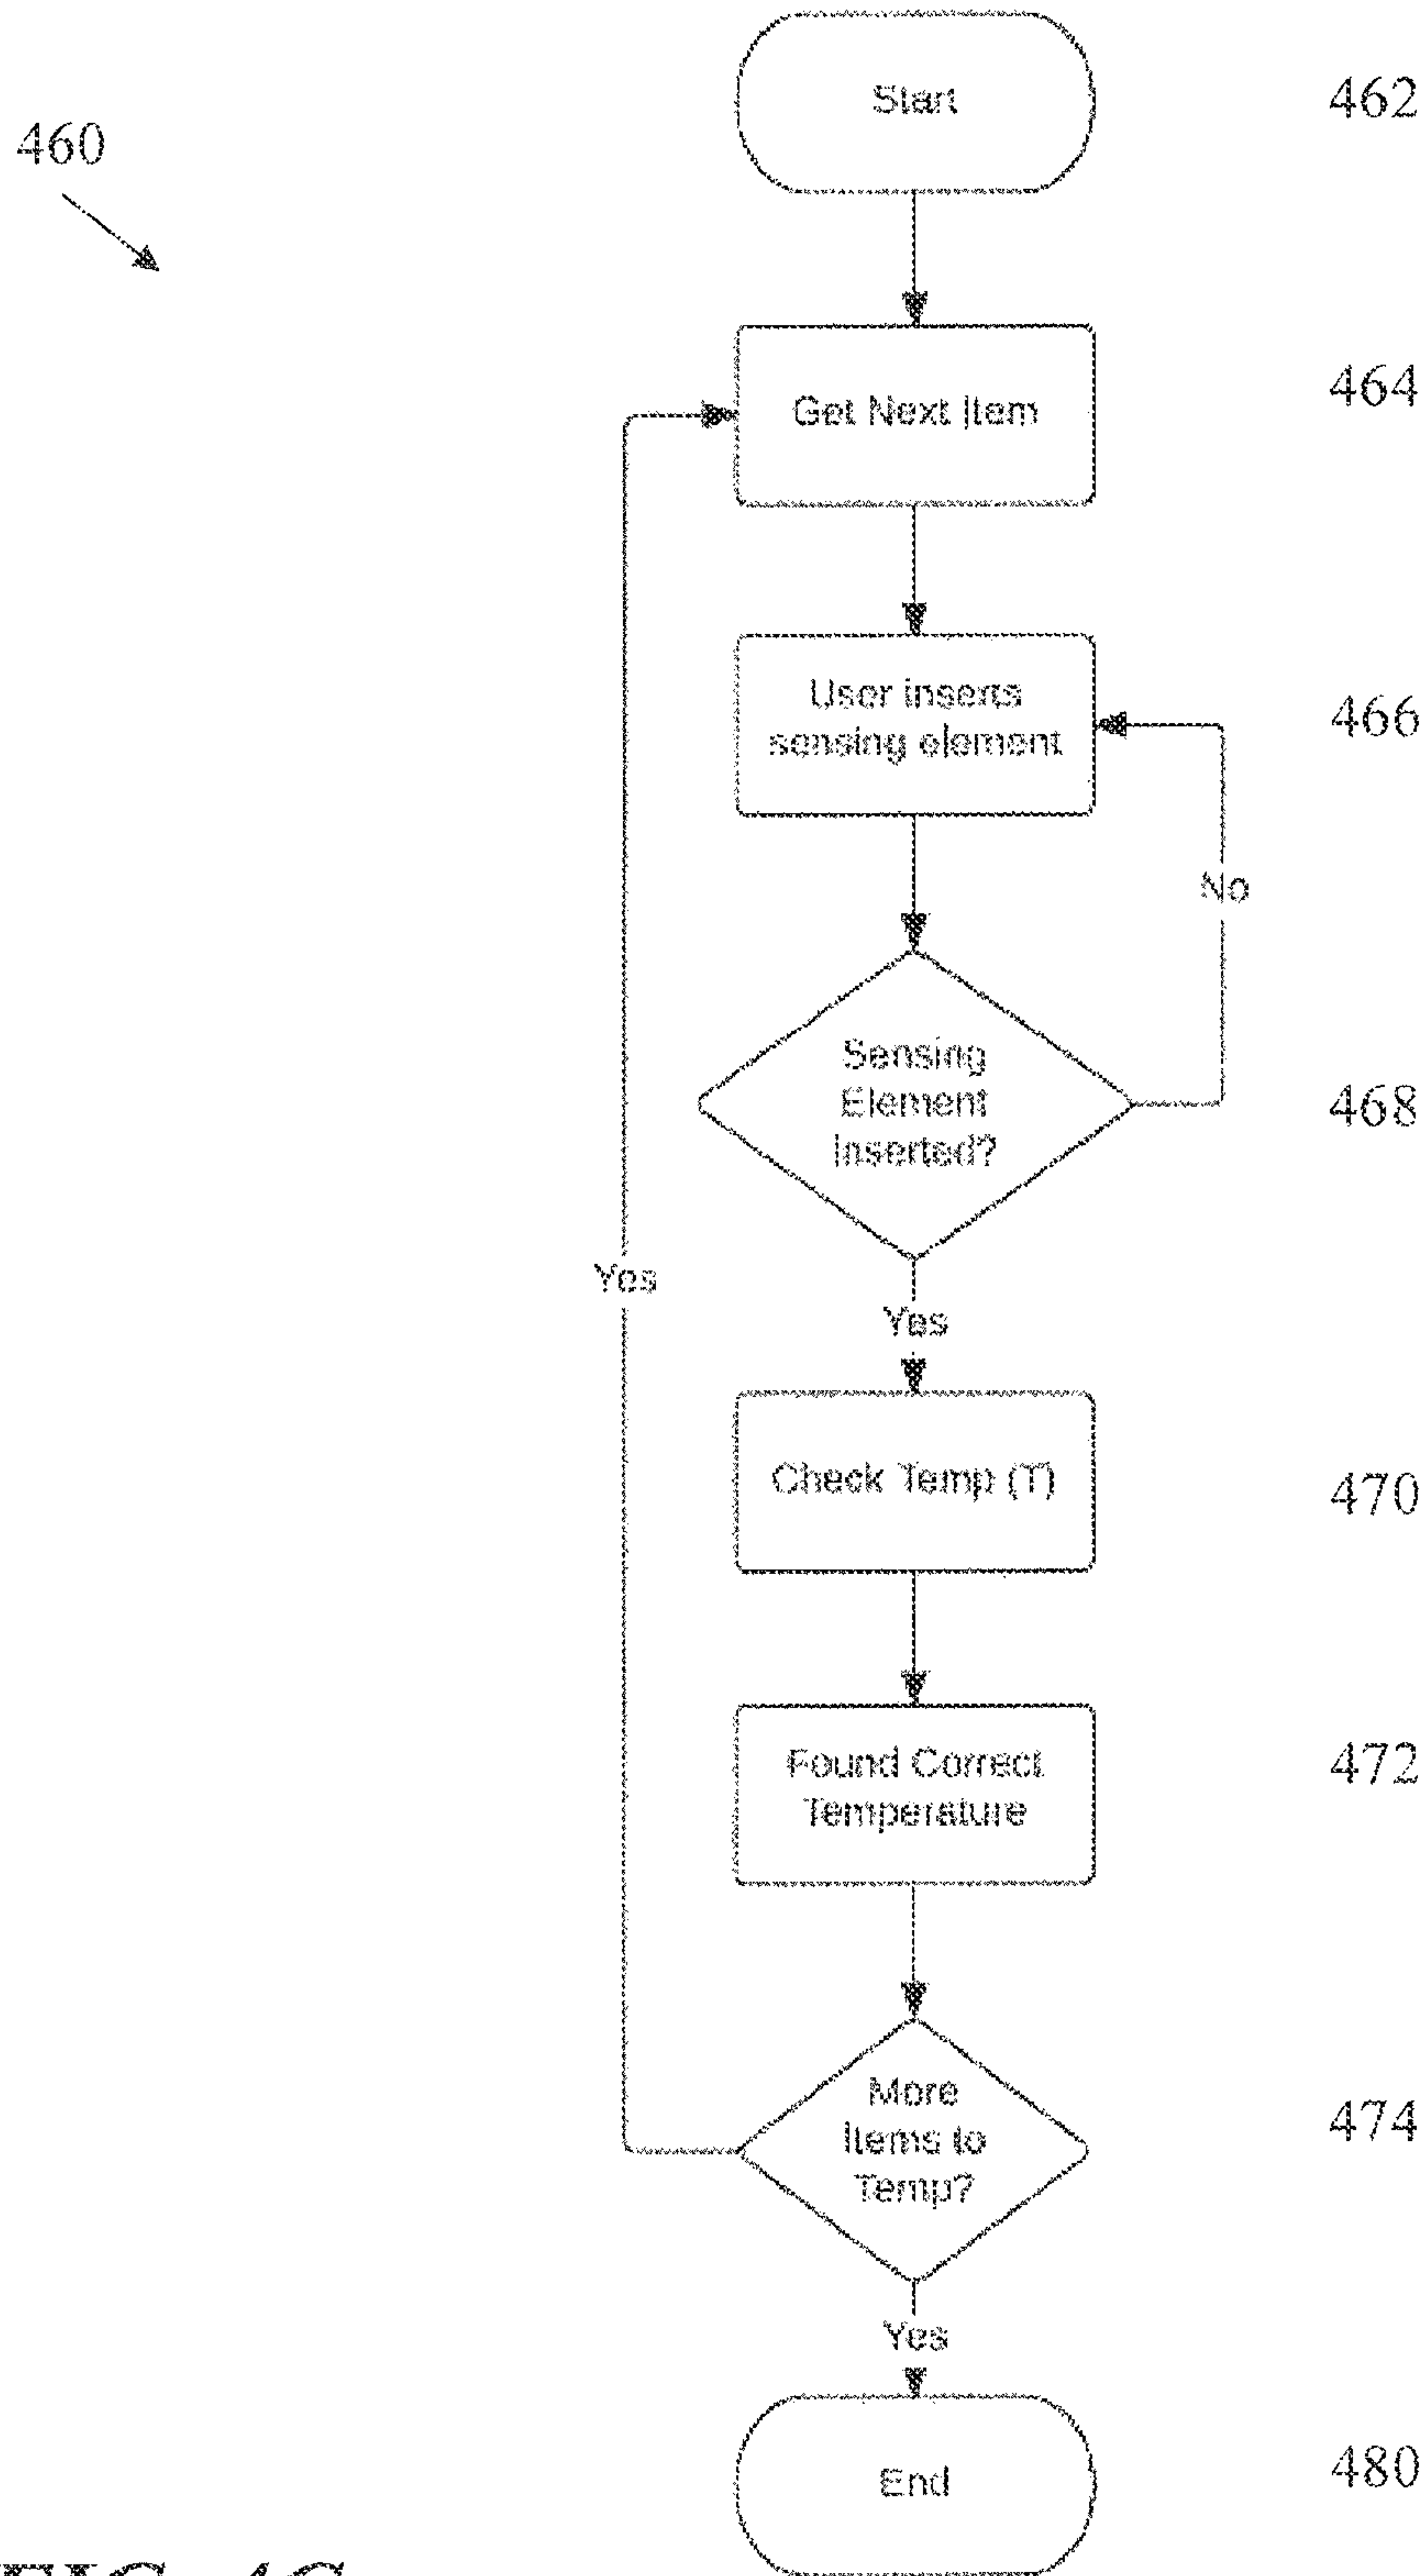 Start
462
460
Get Next Item
464
User inserts
sensing element
466
No
Sensing
Element
Inserted?
468
Yes
Yes
Check Temp (T)
470
Found Correct
Temperature
472
More
Items to
Temp?
474
Yes
End
480